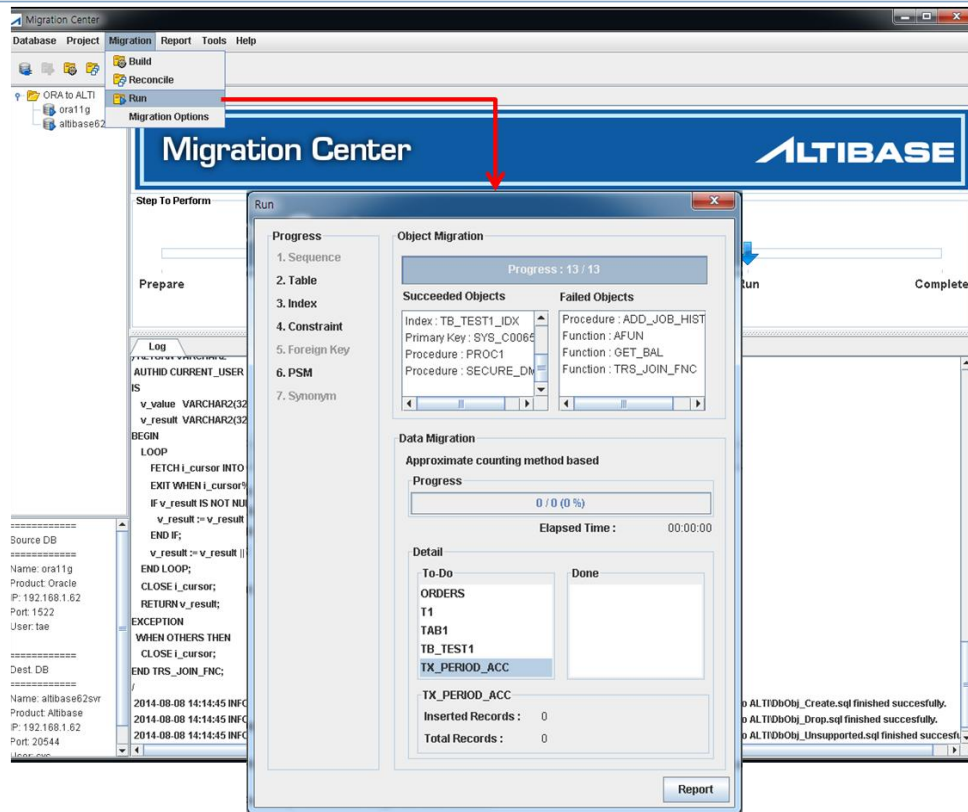 Migration Center
Database Project Migration Report Tools Help
Build
Reconcile
Run
Migration Options
ORA to ALTI
ora11g
altibase62
Migration Center
ALTIBASE
Step To Perform
Prepare
Run
Complete
Run
Progress
1. Sequence
2. Table
3. Index
4. Constraint
5. Foreign Key
6. PSM
7. Synonym
Object Migration
Progress : 13 / 13
Succeeded Objects
Index : TB_TEST1_IDX
Primary Key : SYS_C0065
Procedure : PROC1
Procedure : SECURE_DM
Failed Objects
Procedure : ADD_JOB_HIST
Function : AFUN
Function : GET_BAL
Function : TRS_JOIN_FNC
Data Migration
Approximate counting method based
Progress
0 / 0 (0 %)
Elapsed Time : 00:00:00
Detail
To-Do
ORDERS
T1
TAB1
TB_TEST1
TX_PERIOD_ACC
Done
TX_PERIOD_ACC
Inserted Records : 0
Total Records : 0
Report
Log
AUTHID CURRENT_USER
IS
v_value VARCHAR2(32
v_result VARCHAR2(32
BEGIN
LOOP
FETCH i_cursor INTO
EXIT WHEN i_cursor%
IF v_result IS NOT NUL
v_result := v_result
END IF;
v_result := v_result ||
END LOOP;
CLOSE i_cursor;
RETURN v_result;
EXCEPTION
WHEN OTHERS THEN
CLOSE i_cursor;
END TRS_JOIN_FNC;
/
2014-08-08 14:14:45 INFO
2014-08-08 14:14:45 INFO
2014-08-08 14:14:45 INFO
o ALTI\DbObj_Create.sql finished succesfully.
o ALTI\DbObj_Drop.sql finished succesfully.
o ALTI\DbObj_Unsupported.sql finished succesfu
============
Source DB
============
Name: ora11g
Product: Oracle
IP: 192.168.1.62
Port: 1522
User: tae
============
Dest. DB
============
Name: altibase62svr
Product: Altibase
IP: 192.168.1.62
Port: 20544
User: sys